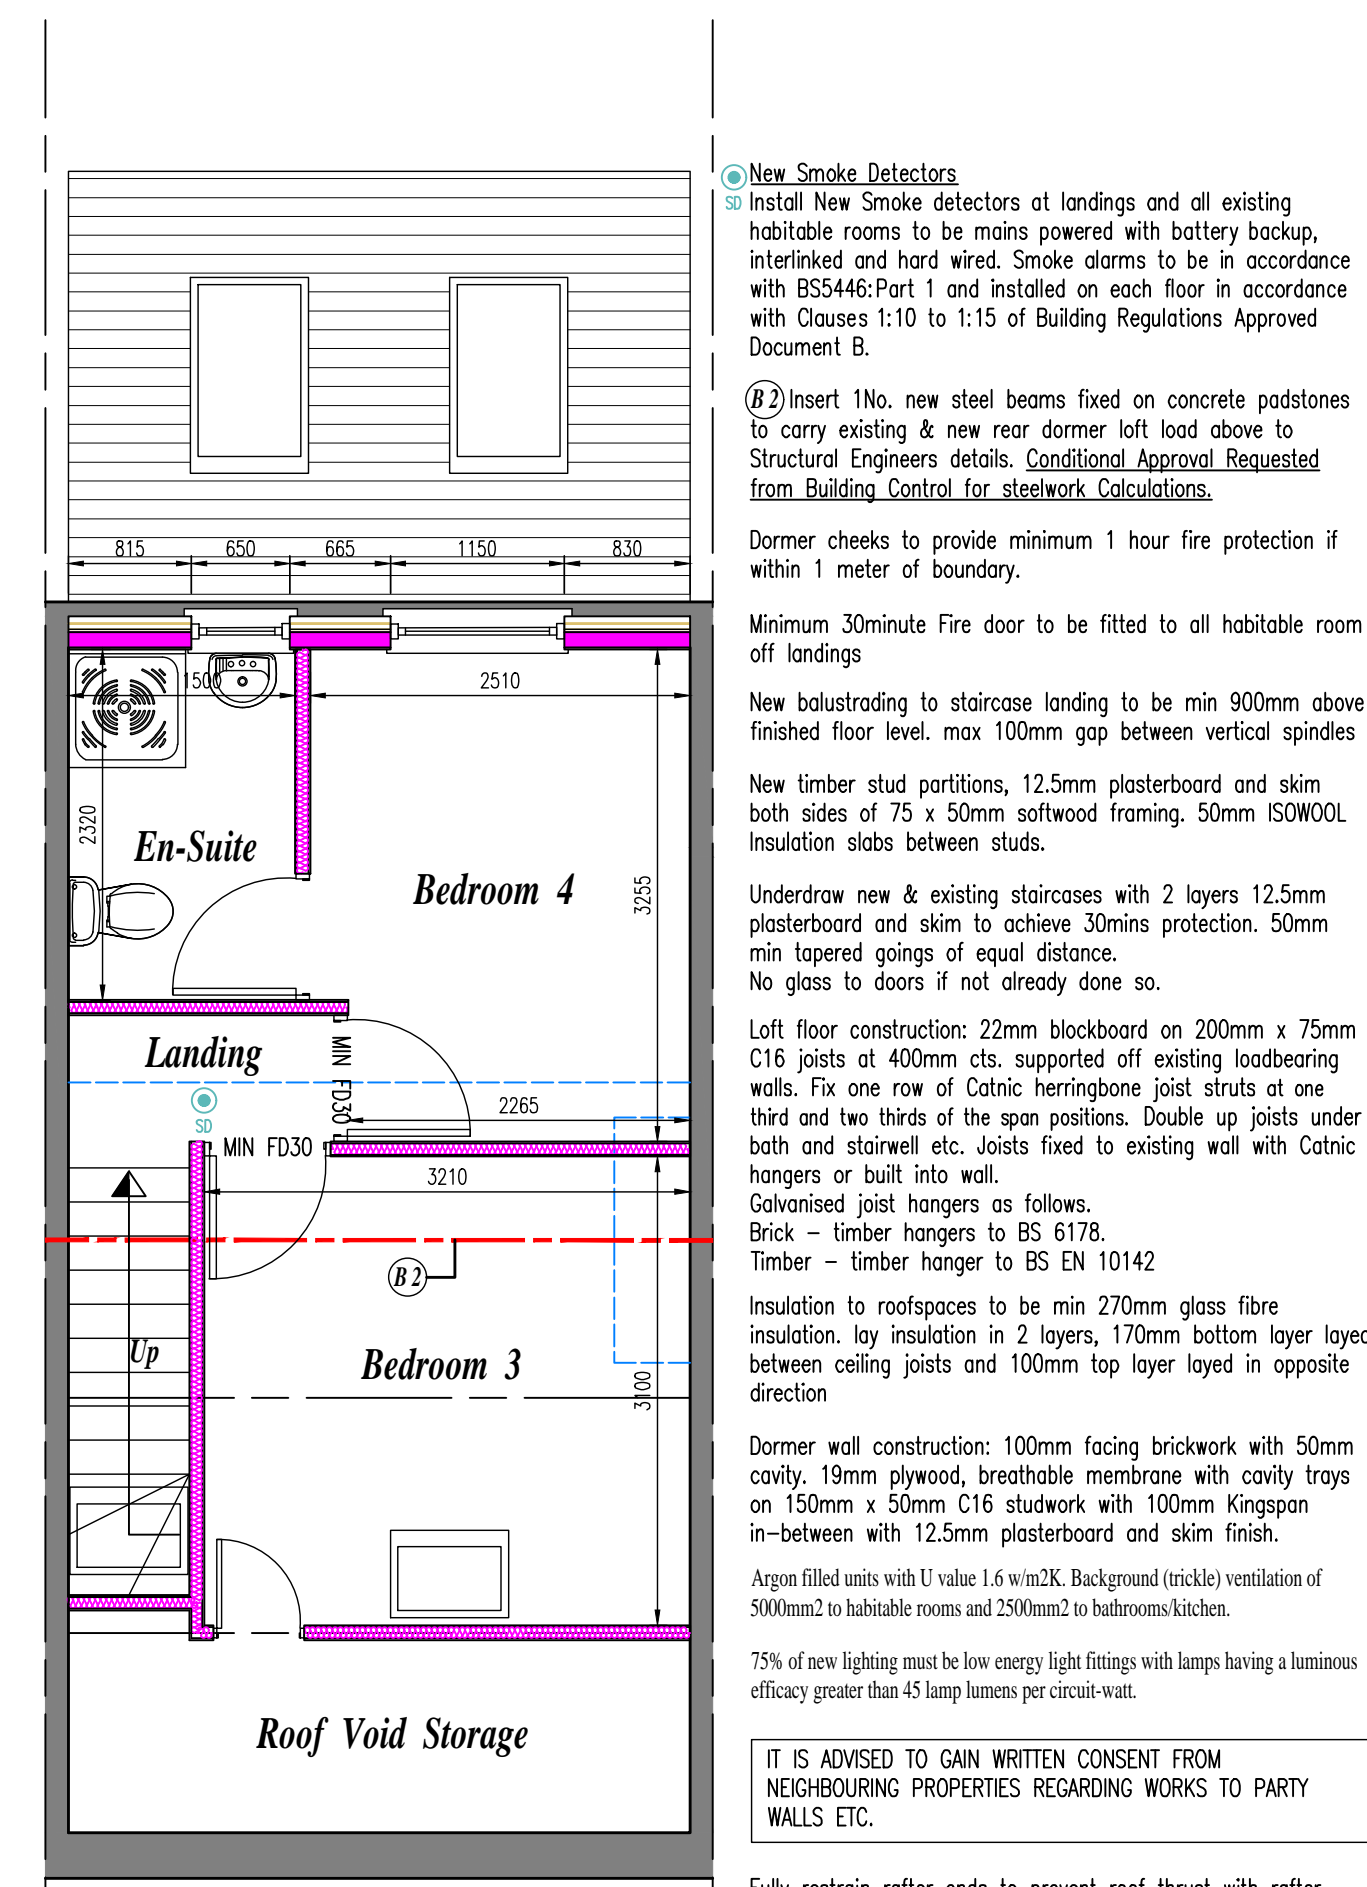 815
650
665
1150
830
1500
2510
2320
En-Suite
Bedroom 4
3255
Landing
MIN FD30
SD
MIN FD30
2265
3210
B 2
Up
Bedroom 3
3100
Roof Void Storage
New Smoke Detectors
SD Install New Smoke detectors at landings and all existing
habitable rooms to be mains powered with battery backup,
interlinked and hard wired. Smoke alarms to be in accordance
with BS5446:Part 1 and installed on each floor in accordance
with Clauses 1:10 to 1:15 of Building Regulations Approved
Document B.
B 2 Insert 1No. new steel beams fixed on concrete padstones
to carry existing & new rear dormer loft load above to
Structural Engineers details. Conditional Approval Requested
from Building Control for steelwork Calculations.
Dormer cheeks to provide minimum 1 hour fire protection if
within 1 meter of boundary.
Minimum 30minute Fire door to be fitted to all habitable room
off landings
New balustrading to staircase landing to be min 900mm above
finished floor level. max 100mm gap between vertical spindles
New timber stud partitions, 12.5mm plasterboard and skim
both sides of 75 x 50mm softwood framing. 50mm ISOWOOL
Insulation slabs between studs.
Underdraw new & existing staircases with 2 layers 12.5mm
plasterboard and skim to achieve 30mins protection. 50mm
min tapered goings of equal distance.
No glass to doors if not already done so.
Loft floor construction: 22mm blockboard on 200mm x 75mm
C16 joists at 400mm cts. supported off existing loadbearing
walls. Fix one row of Catnic herringbone joist struts at one
third and two thirds of the span positions. Double up joists under
bath and stairwell etc. Joists fixed to existing wall with Catnic
hangers or built into wall.
Galvanised joist hangers as follows.
Brick – timber hangers to BS 6178.
Timber – timber hanger to BS EN 10142
Insulation to roofspaces to be min 270mm glass fibre
insulation. lay insulation in 2 layers, 170mm bottom layer layed
between ceiling joists and 100mm top layer layed in opposite
direction
Dormer wall construction: 100mm facing brickwork with 50mm
cavity. 19mm plywood, breathable membrane with cavity trays
on 150mm x 50mm C16 studwork with 100mm Kingspan
in–between with 12.5mm plasterboard and skim finish.
Argon filled units with U value 1.6 w/m2K. Background (trickle) ventilation of
5000mm2 to habitable rooms and 2500mm2 to bathrooms/kitchen.
75% of new lighting must be low energy light fittings with lamps having a luminous
efficacy greater than 45 lamp lumens per circuit-watt.
IT IS ADVISED TO GAIN WRITTEN CONSENT FROM
NEIGHBOURING PROPERTIES REGARDING WORKS TO PARTY
WALLS ETC.
Fully restrain rafter ends to prevent roof thrust with rafter